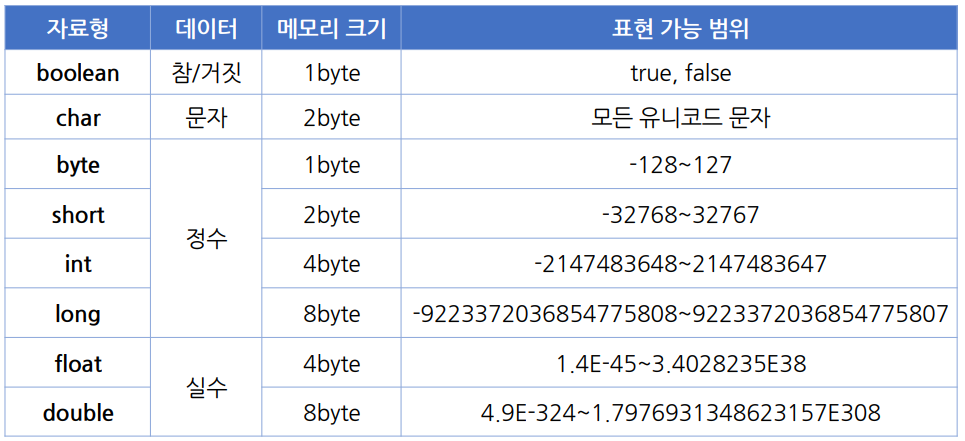 자료형 데이터 메모리 크기 표현 가능 범위
boolean 참/거짓 1byte true, false
char 문자 2byte 모든 유니코드 문자
byte 정수 1byte -128~127
short 2byte -32768~32767
int 4byte -2147483648~2147483647
long 8byte -9223372036854775808~9223372036854775807
float 실수 4byte 1.4E-45~3.4028235E38
double 8byte 4.9E-324~1.7976931348623157E308